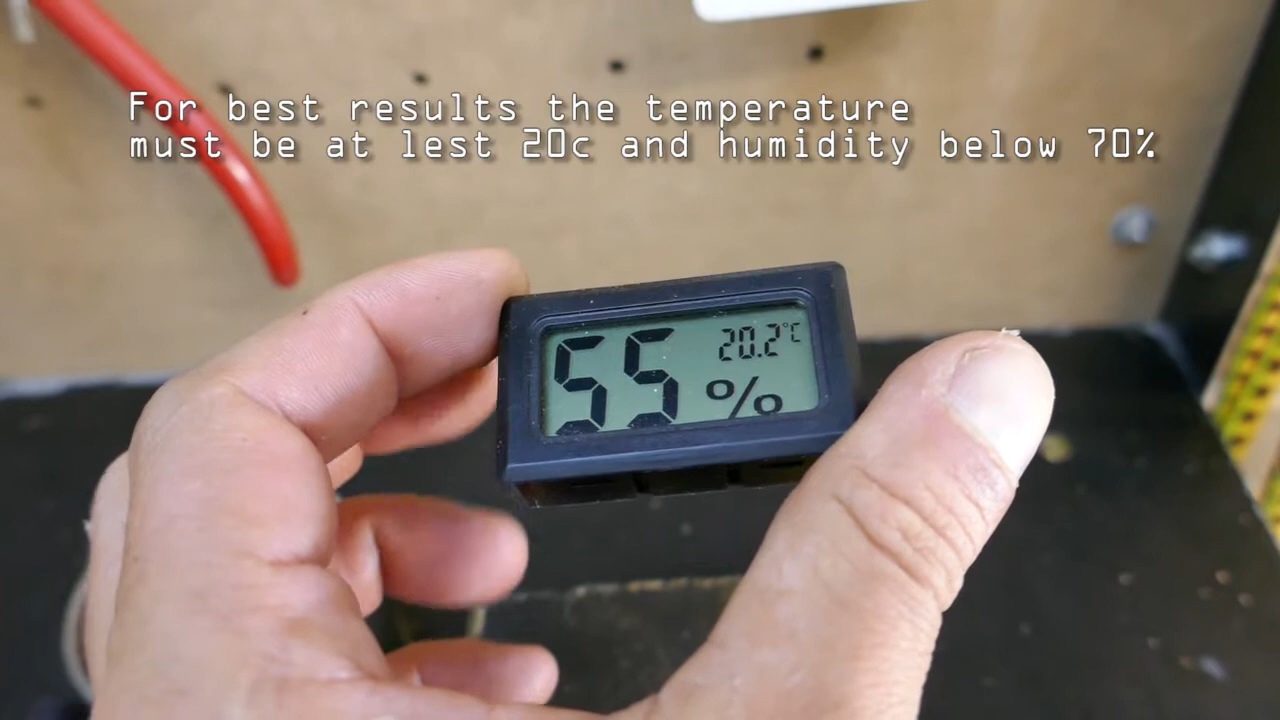 For best results the temperature
must be at lest 20c and humidity below 70%
55 20.2°C
%